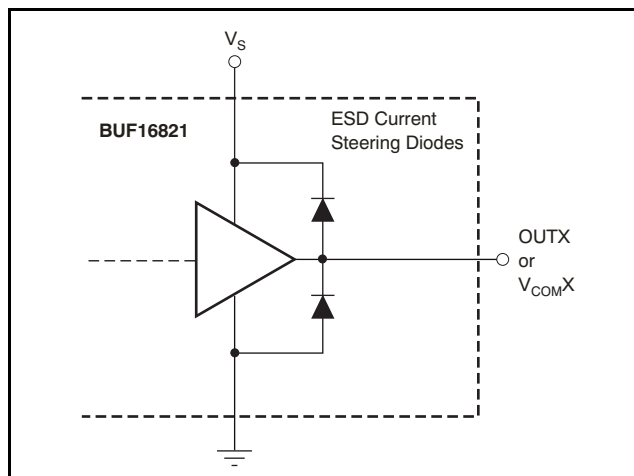 V_S
BUF16821
ESD Current
Steering Diodes
OUTX
or
V_COMX